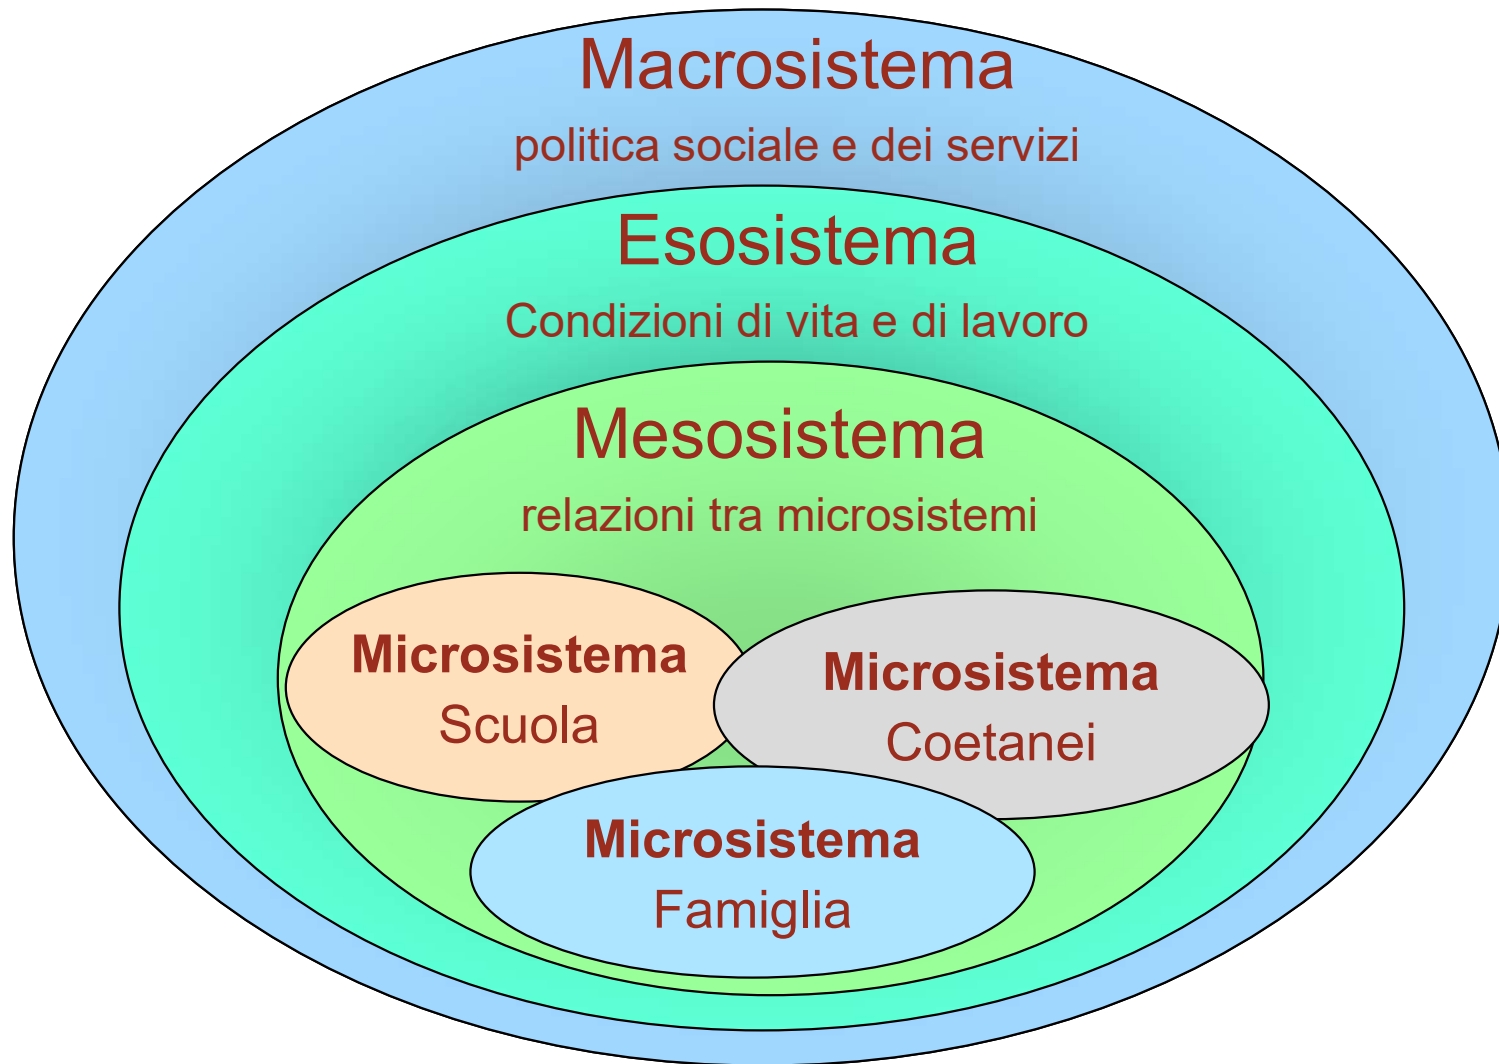 Macrosistema
politica sociale e dei servizi
Esosistema
Condizioni di vita e di lavoro
Mesosistema
relazioni tra microsistemi
Microsistema
Scuola
Microsistema
Coetanei
Microsistema
Famiglia